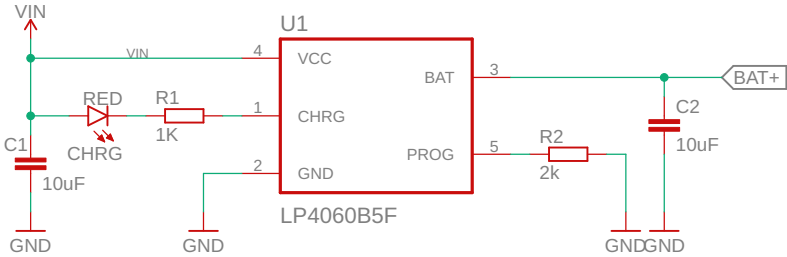 VIN
U1
VIN
4
VCC
3
BAT
BAT+
RED
R1
1
CHRG
C2
1K
10uF
C1
CHRG
R2
2
GND
PROG
5
2k
10uF
LP4060B5F
GND
GND
GND
GND